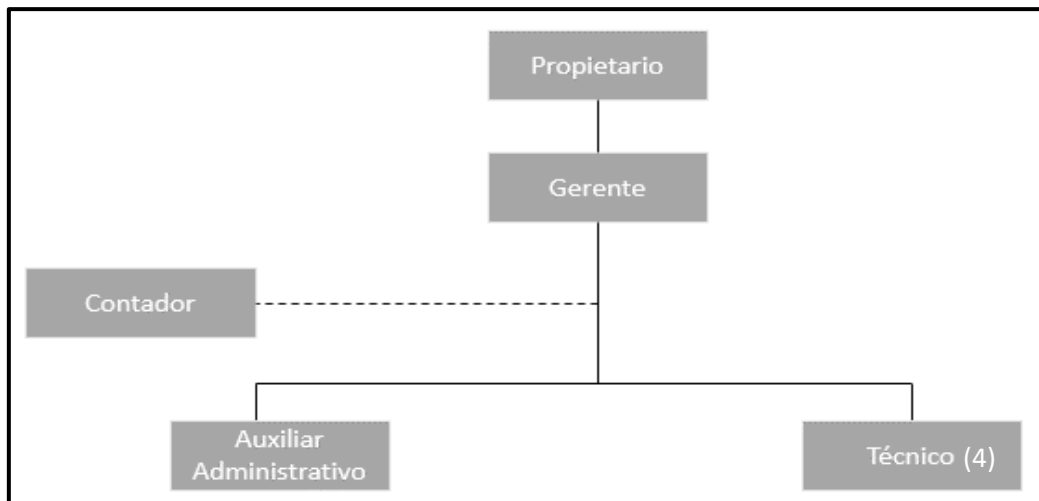 Propietario
Gerente
Contador
Auxiliar
Administrativo
Técnico (4)